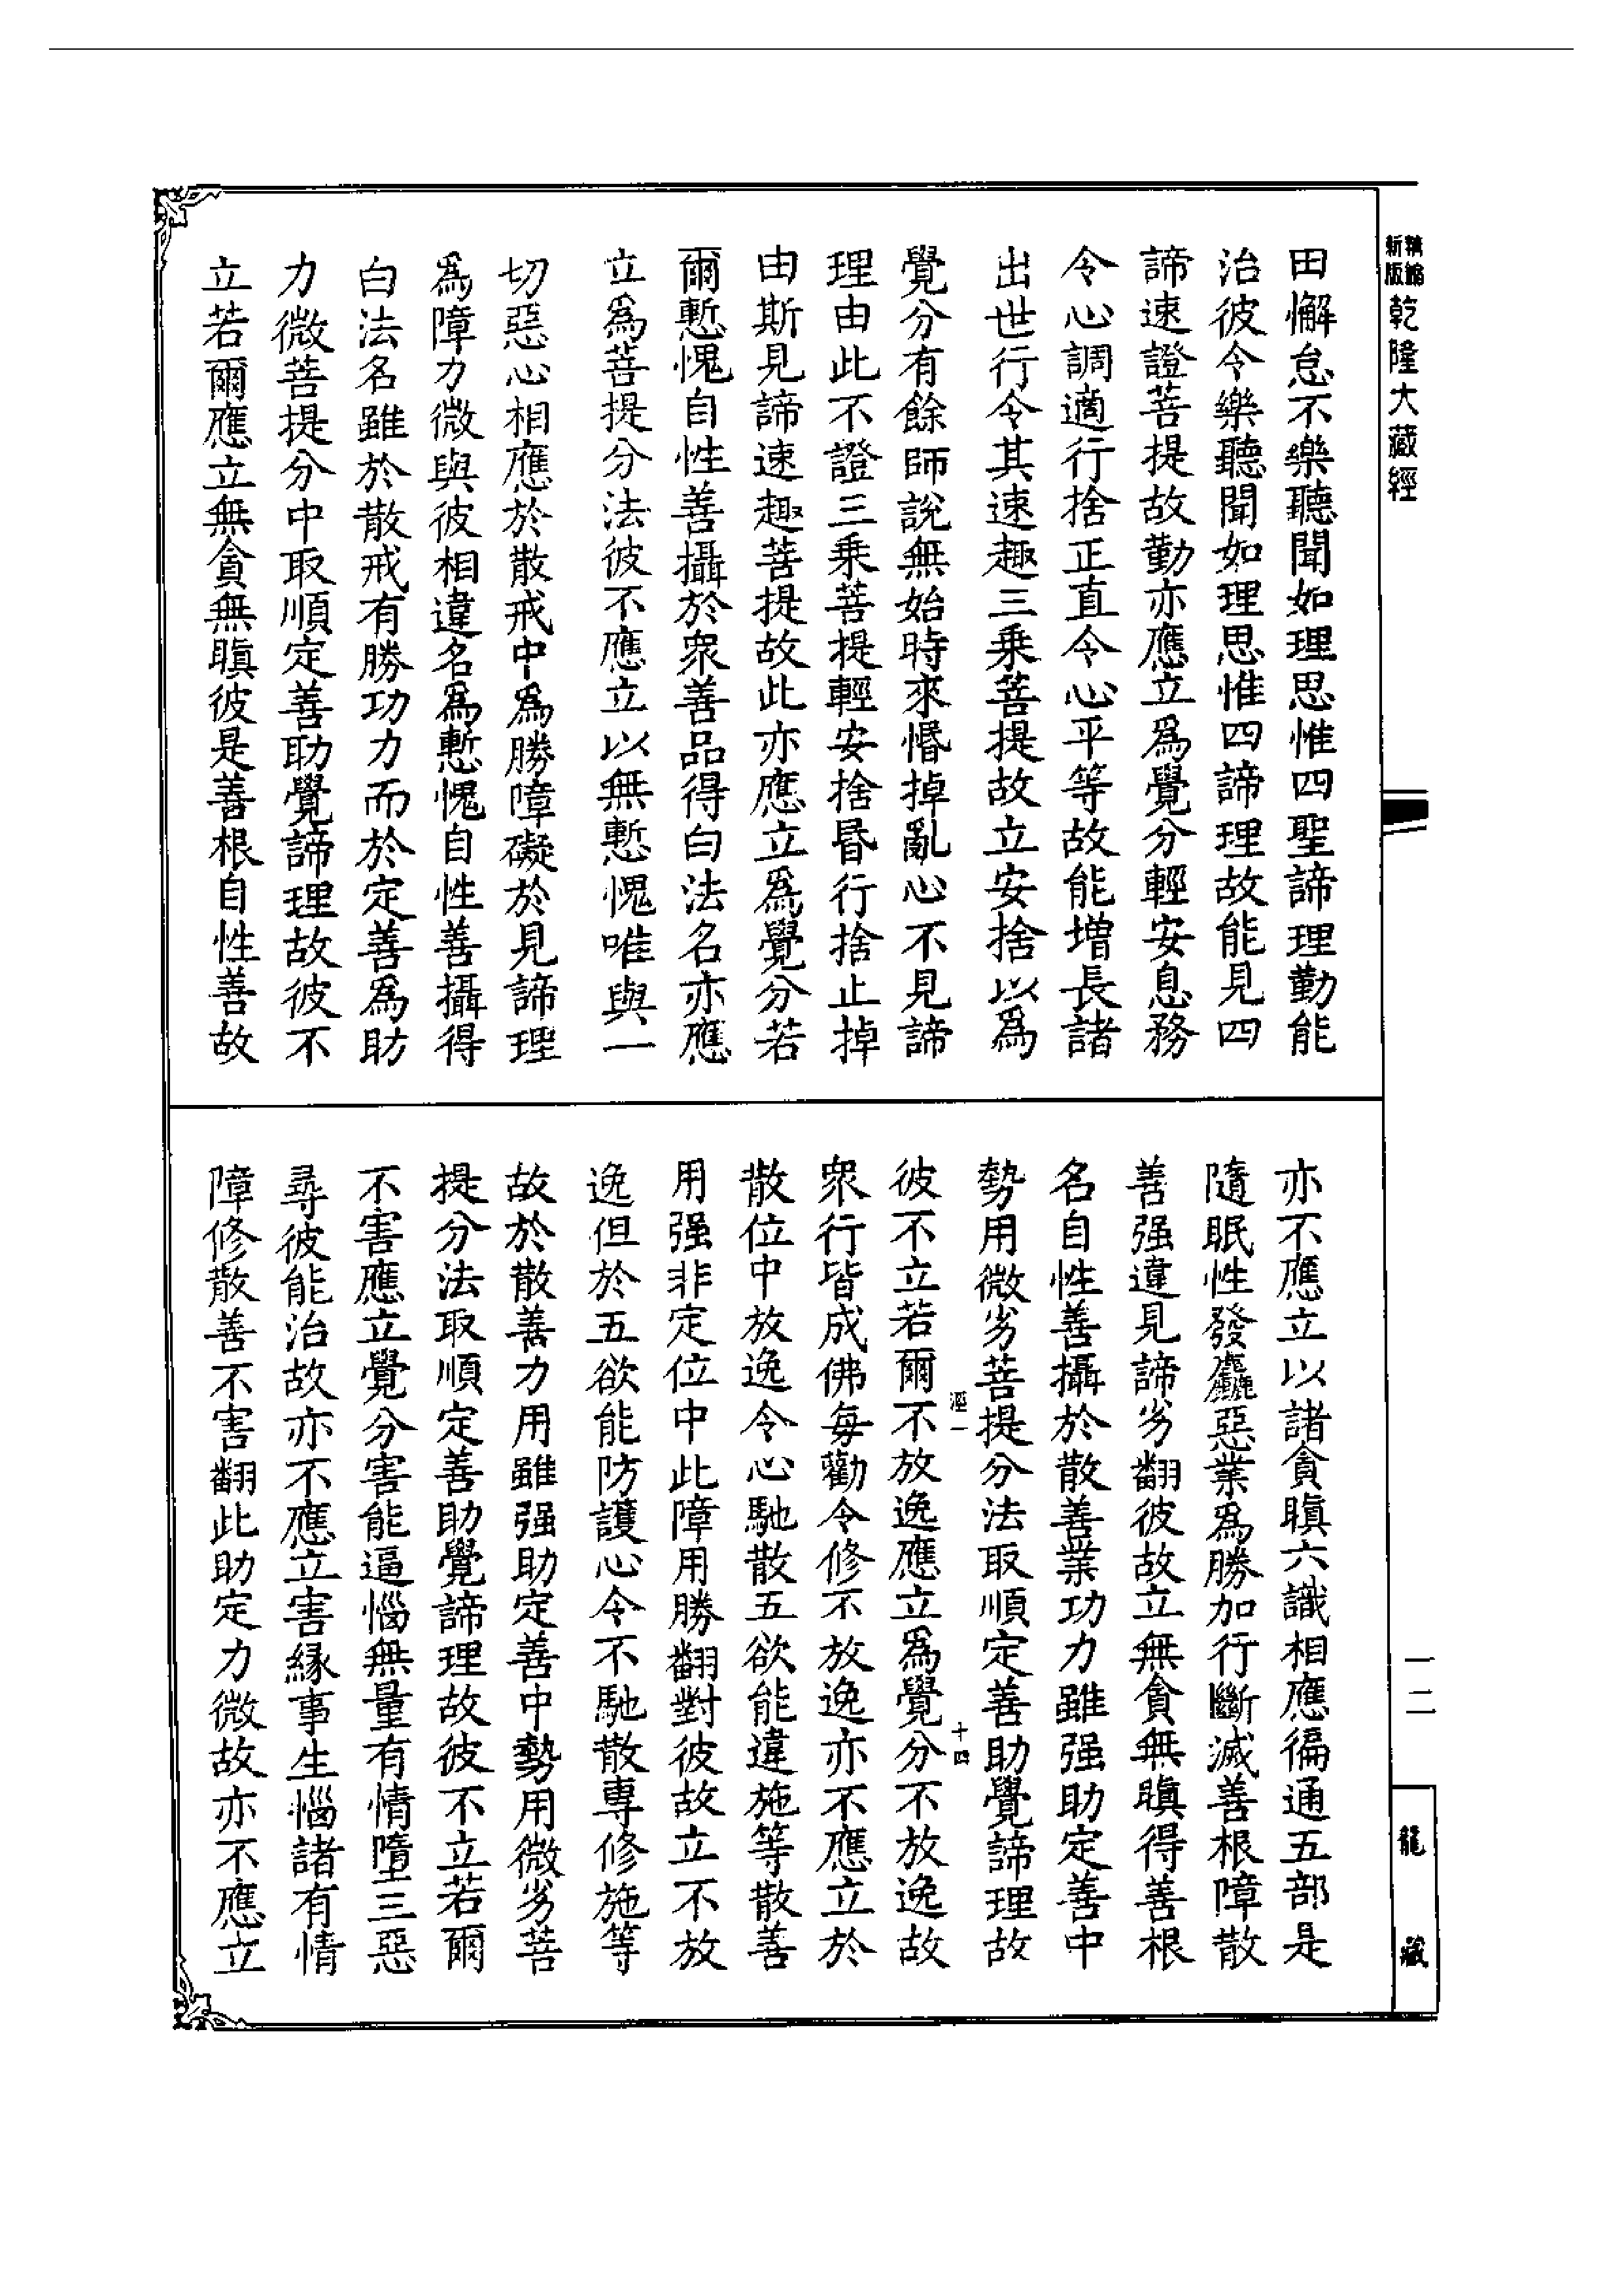 新編縮版
乾隆大藏經
田懈怠不樂聽聞如理思惟四聖諦理勤能
治彼令樂聽聞如理思惟四諦理故能見四
諦速證菩提故勤亦應立爲覺分輕安息務
令心調適行捨正直令心平等故能增長諸
出世行令其速趣三乘菩提故立安捨以爲
覺分有餘師說無始時來惛掉亂心不見諦
理由此不證三乘菩提輕安捨㫘行捨止掉
由斯見諦速趣菩提故此亦應立爲覺分若
爾慙愧自性善攝於衆善品得白法名亦應
立爲菩提分法彼不應立以無慙愧唯與一
切惡心相應於散戒中爲勝障礙於見諦理
爲障力微與彼相違名爲慙愧自性善攝得
白法名雖於散戒有勝功力而於定善爲助
力微菩提分中取順定善助覺諦理故彼不
立若爾應立無貪無瞋彼是善根自性善故
亦不應立以諸貪瞋六識相應徧通五部是
隨眠性發麤惡業爲勝加行斷滅善根障散
善强違見諦劣翻彼故立無貪無瞋得善根
名自性善攝於散善業功力雖强助定善中
勢用微劣菩提分法取順定善助覺諦理故
彼不立若爾不放逸應立爲覺分不放逸故
衆行皆成佛每勸令修不放逸亦不應立於
散位中放逸令心馳散五欲能違施等散善
用强非定位中此障用勝翻對彼故立不放
逸但於五欲能防護心令不馳散專修施等
故於散善力用雖强助定善中勢用微劣菩
提分法取順定善助覺諦理故彼不立若爾
不害應立覺分害能逼惱無量有情墮三惡
尋彼能治故亦不應立害緣事生惱諸有情
障修散善不害翻此助定力微故亦不應立
十四
一二
龍藏